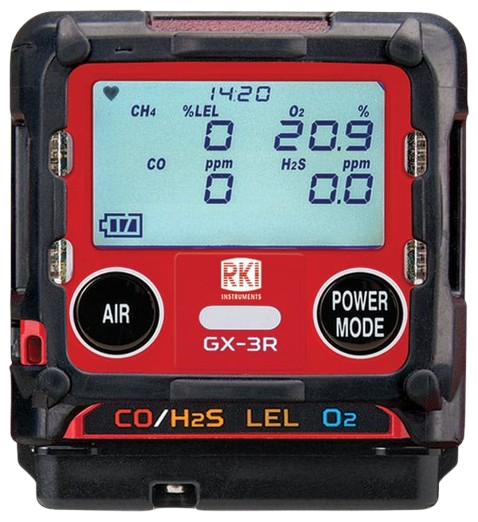 14:20
CH4 %LEL O2 %
0 20.9
CO ppm H2S ppm
0 0.0
RKI
INSTRUMENTS
AIR
POWER
MODE
GX-3R
CO/H2S LEL O2